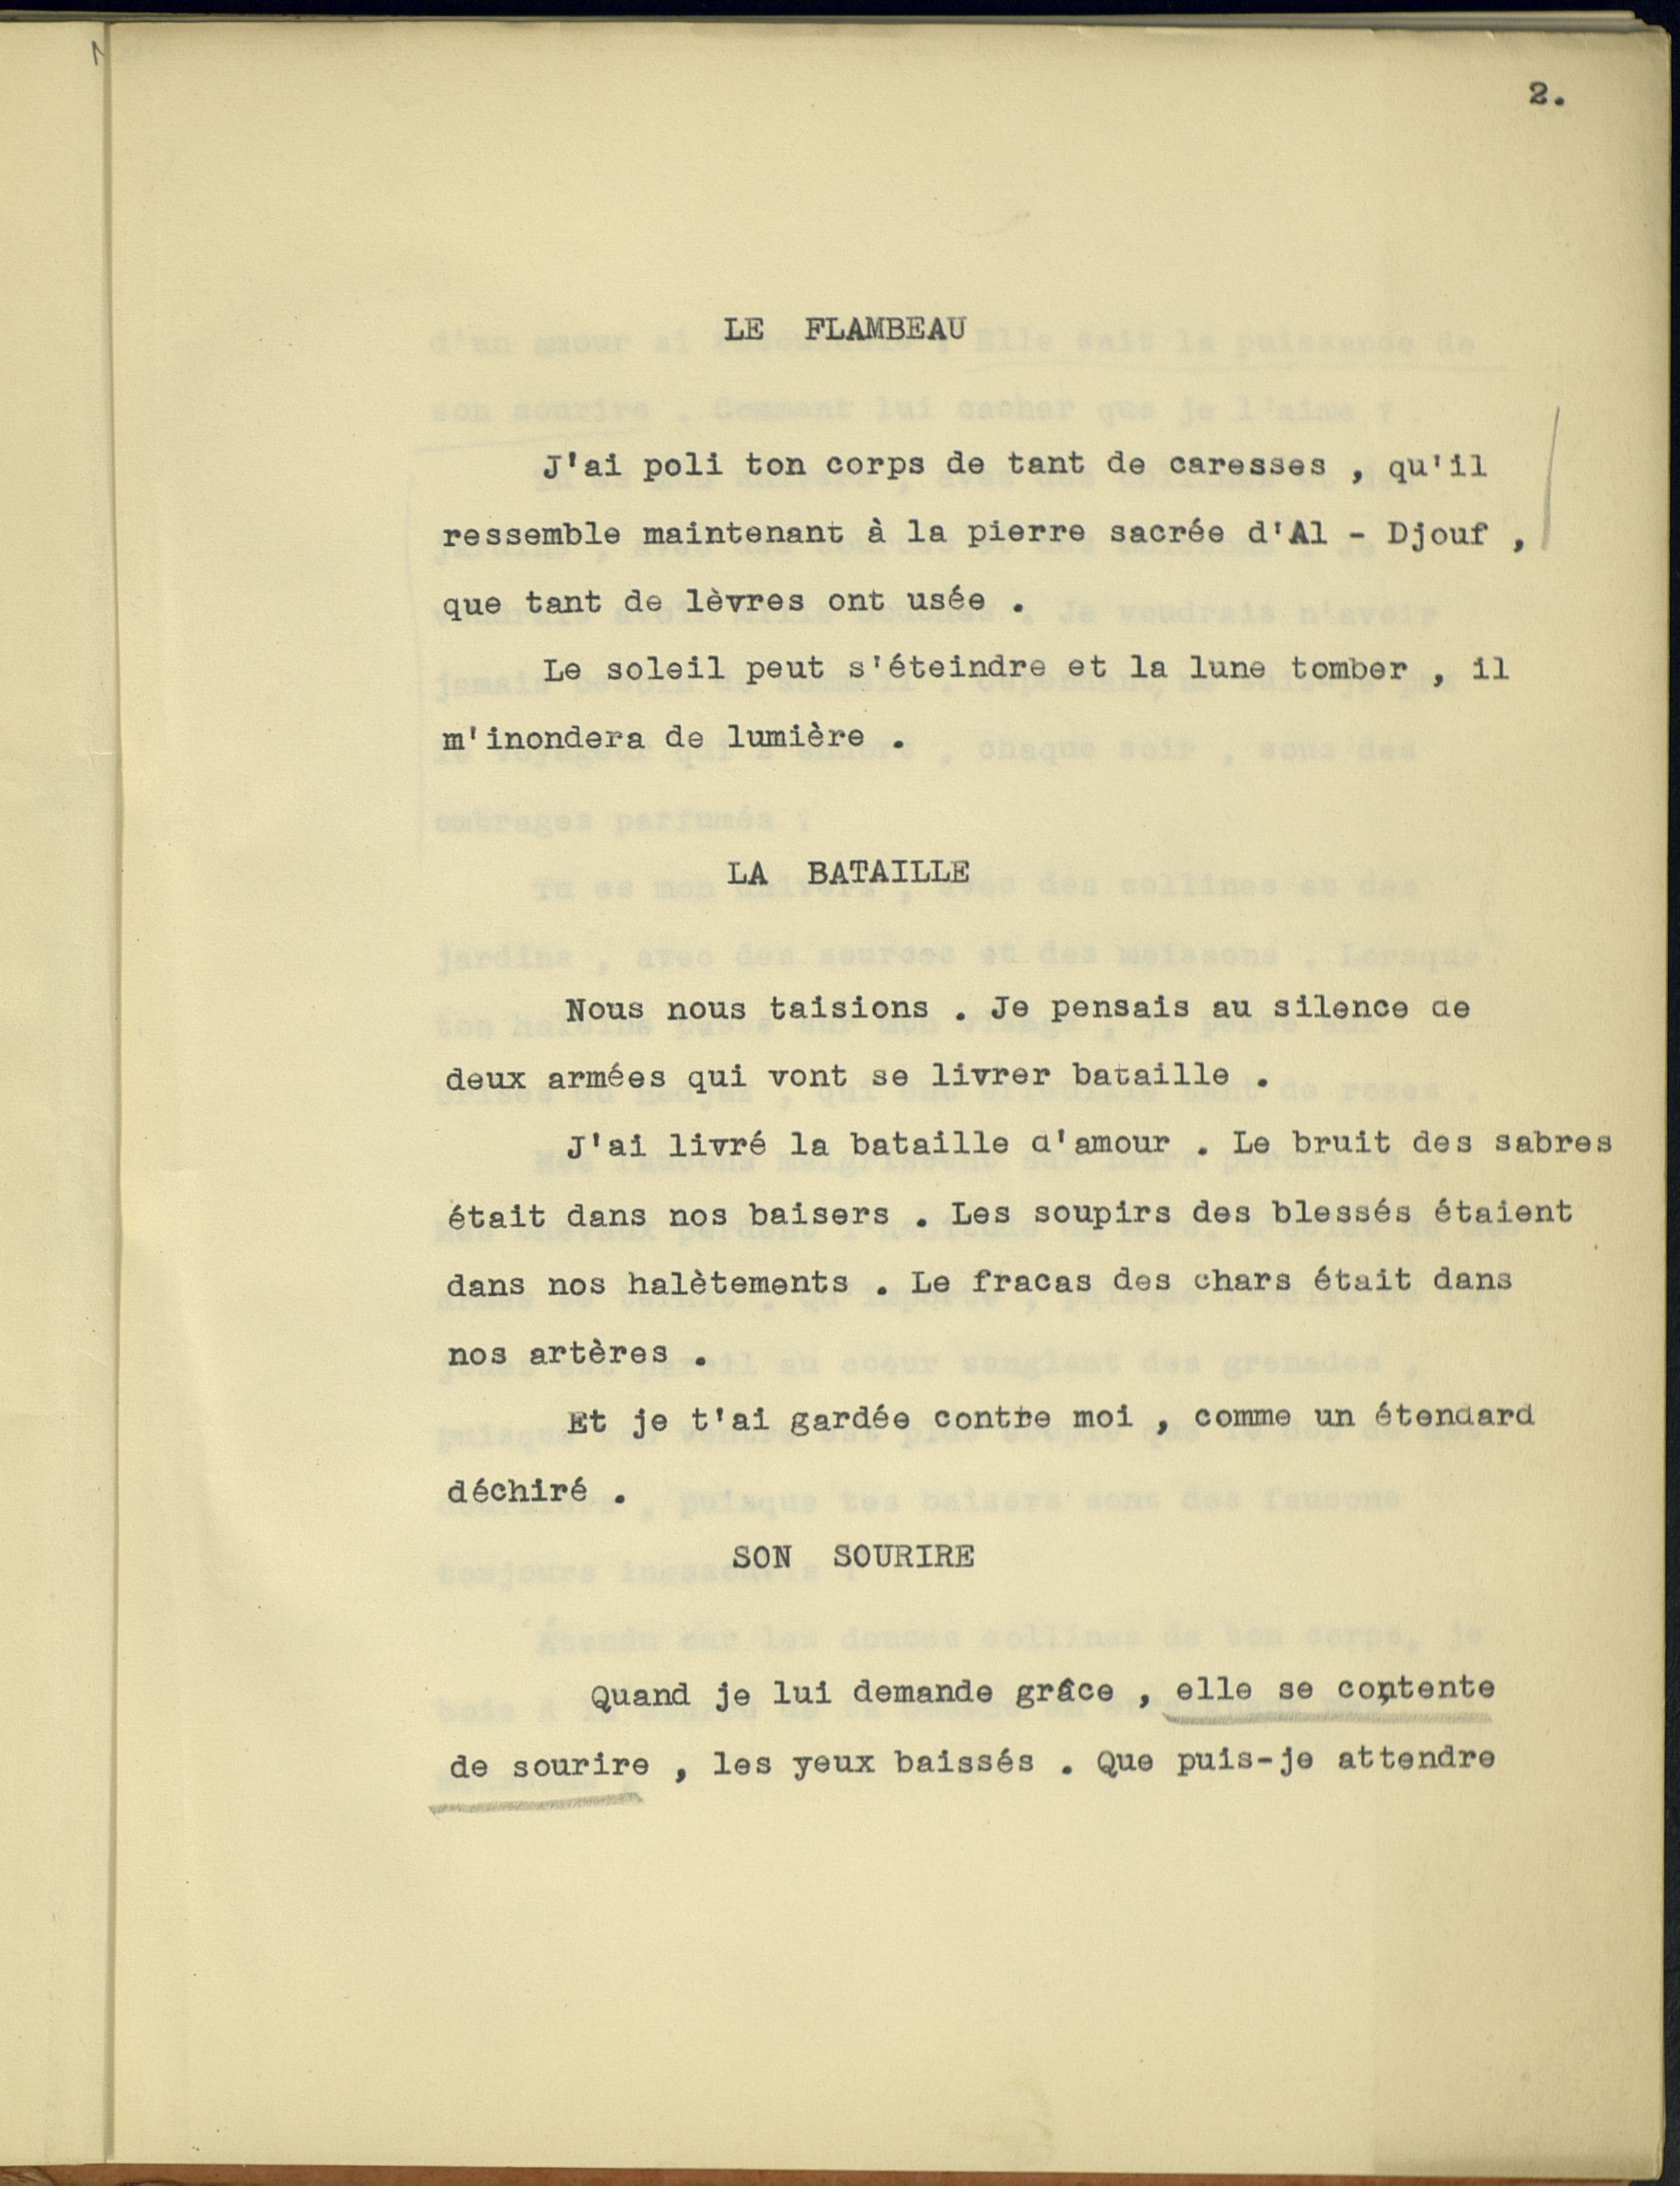 2.
LE FLAMBEAU
J'ai poli ton corps de tant de caresses , qu'il
ressemble maintenant à la pierre sacrée d'Al - Djouf ,
que tant de lèvres ont usée .
Le soleil peut s'éteindre et la lune tomber , il
m'inondera de lumière .
LA BATAILLE
Nous nous taisions . Je pensais au silence de
deux armées qui vont se livrer bataille .
J'ai livré la bataille d'amour . Le bruit des sabres
était dans nos baisers . Les soupirs des blessés étaient
dans nos halètements . Le fracas des chars était dans
nos artères .
Et je t'ai gardée contre moi , comme un étendard
déchiré .
SON SOURIRE
Quand je lui demande grâce , elle se contente
de sourire , les yeux baissés . Que puis-je attendre